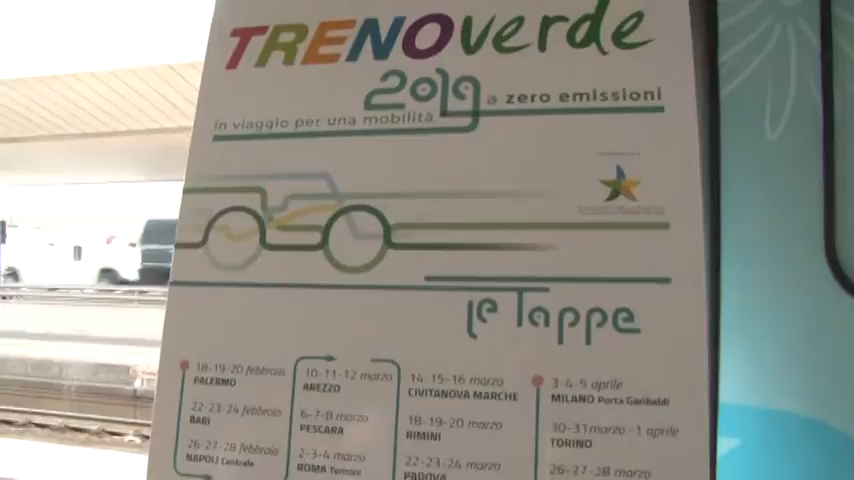 TRENOverde
2019 a zero emissioni
in viaggio per una mobilità
le Tappe
18-19-20 febbraio
PALERMO
22-23-24 febbraio
BARI
26-27-28 febbraio
NAPOLI Centrale
10-11-12 marzo
AREZZO
6-7-8 marzo
PESCARA
2-3-4 marzo
ROMA Termini
14-15-16 marzo
CIVITANOVA MARCHE
18-19-20 marzo
RIMINI
22-23-24 marzo
PADOVA
3-4-5 aprile
MILANO Porta Garibaldi
30-31 marzo - 1 aprile
TORINO
26-27-28 marzo